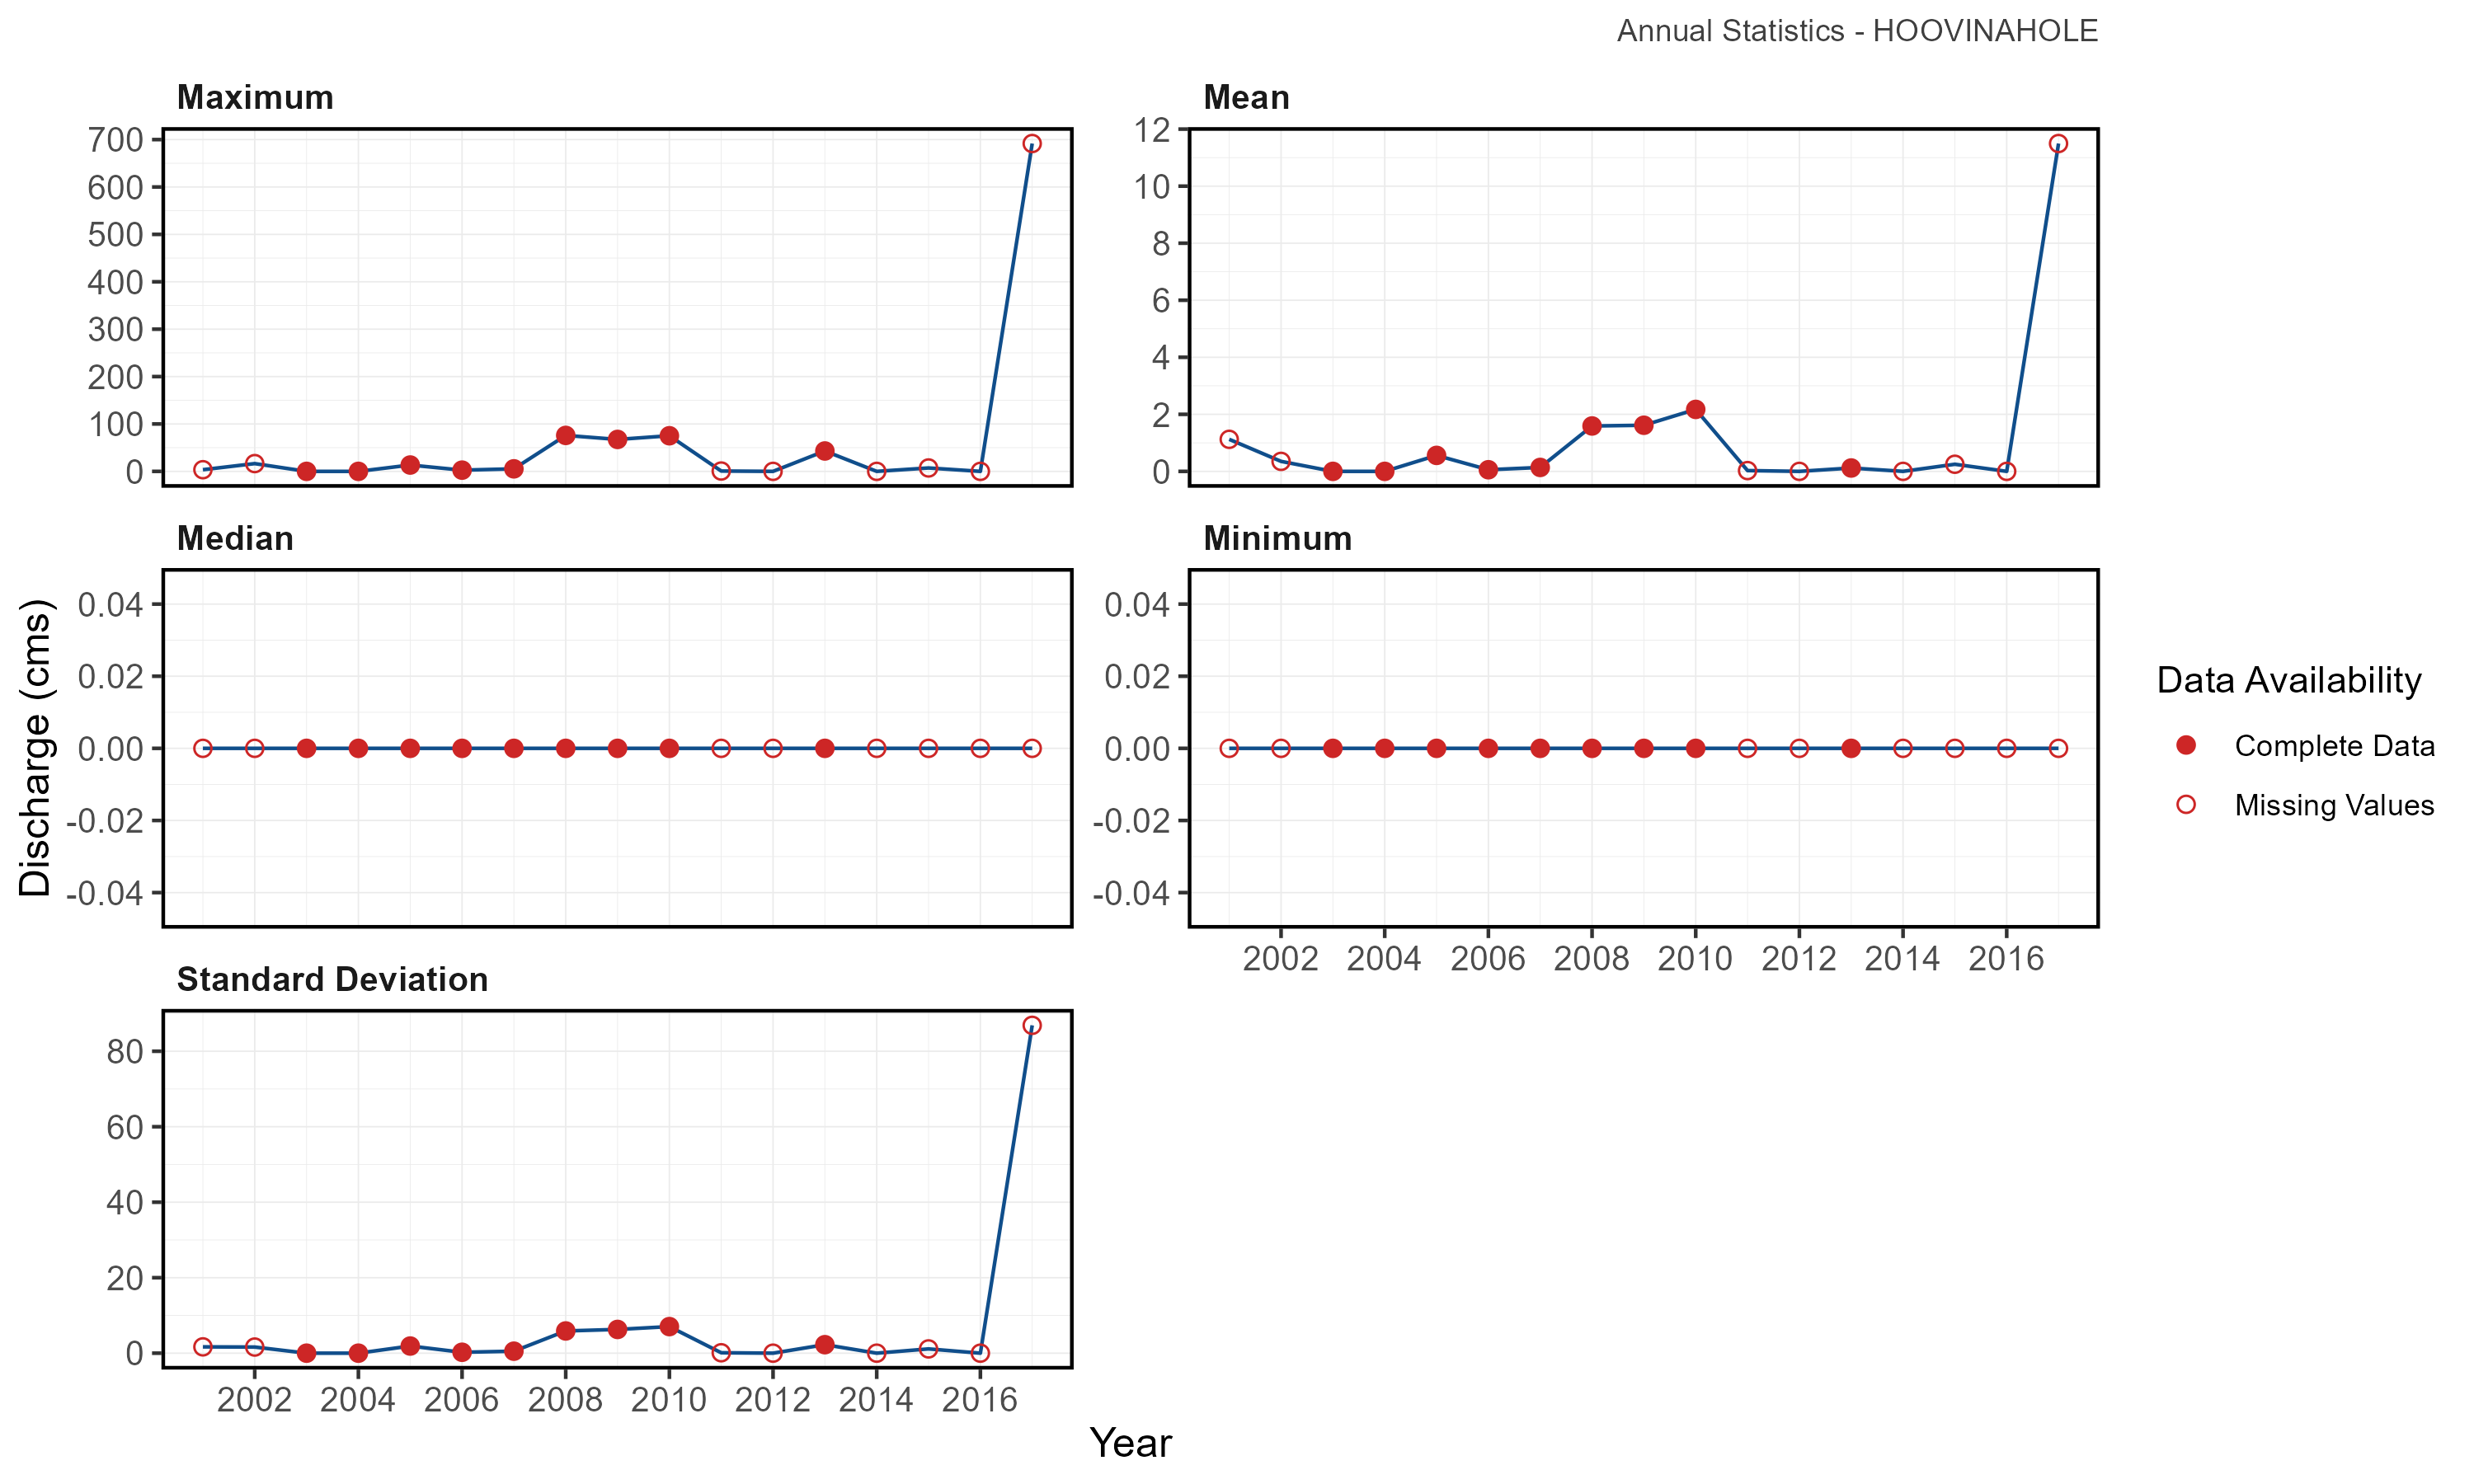 Annual Statistics - HOOVINAHOLE
Maximum
700
600
500
400
300
200
100
0
Mean
12
10
8
6
4
2
0
Discharge (cms)
Median
0.04
0.02
0.00
-0.02
-0.04
Minimum
0.04
0.02
0.00
-0.02
-0.04
2002 2004 2006 2008 2010 2012 2014 2016
Standard Deviation
80
60
40
20
0
2002 2004 2006 2008 2010 2012 2014 2016
Year
Data Availability
Complete Data
Missing Values